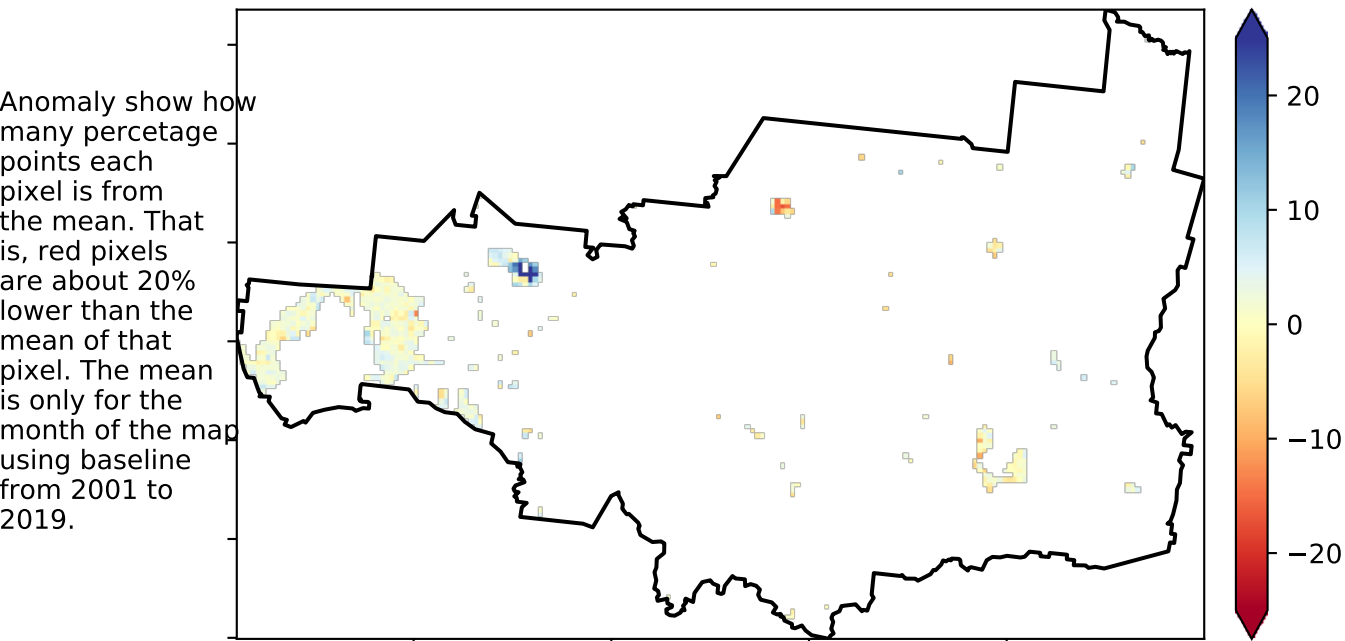 Anomaly show how
many percetage
points each
pixel is from
the mean. That
is, red pixels
are about 20%
lower than the
mean of that
pixel. The mean
is only for the
month of the map
using baseline
from 2001 to
2019.
20
10
0
−10
−20